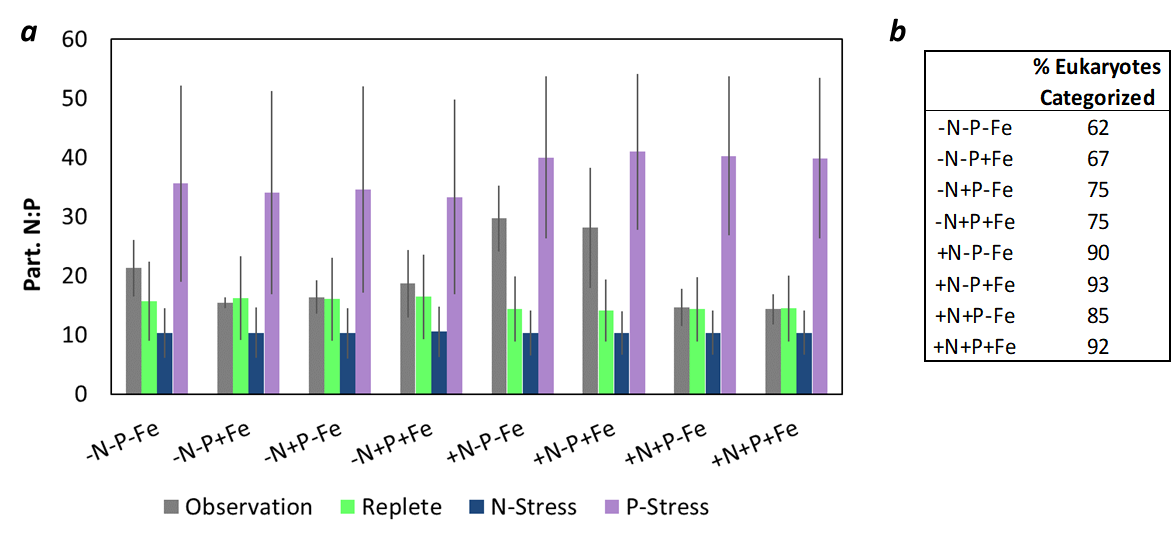 a
60
50
40
30
20
10
0
Part. N:P
-N-P-Fe
-N-P+Fe
-N+P-Fe
-N+P+Fe
+N-P-Fe
+N-P+Fe
+N+P-Fe
+N+P+Fe
Observation Replete N-Stress P-Stress
b
% Eukaryotes
Categorized
-N-P-Fe 62
-N-P+Fe 67
-N+P-Fe 75
-N+P+Fe 75
+N-P-Fe 90
+N-P+Fe 93
+N+P-Fe 85
+N+P+Fe 92